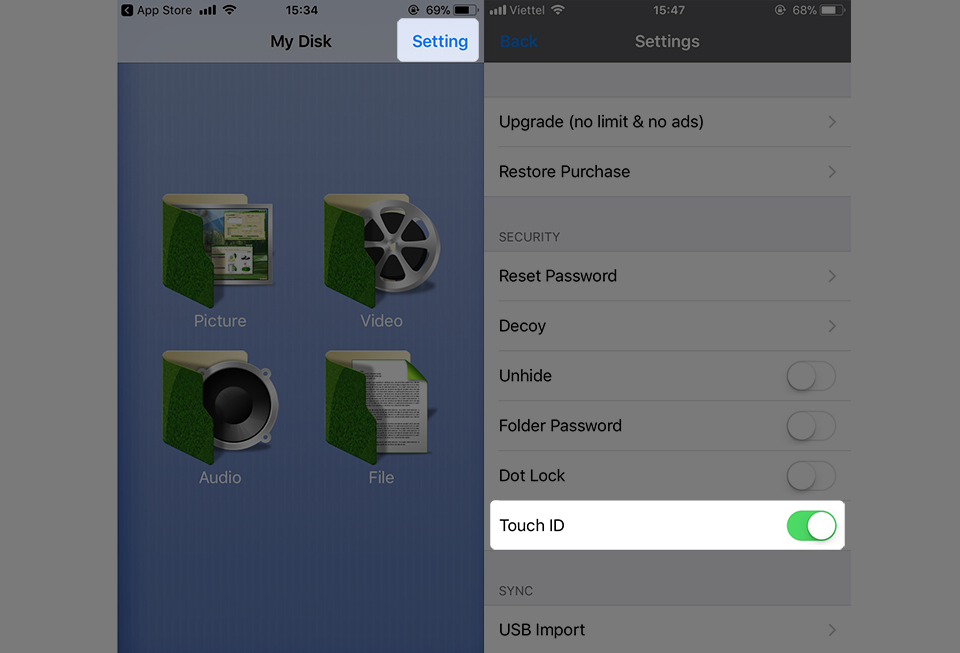 App Store 15:34 69%
My Disk Setting
Picture Video
Audio File
Viettel 15:47 68%
Back Settings
Upgrade (no limit & no ads)
Restore Purchase
SECURITY
Reset Password
Decoy
Unhide
Folder Password
Dot Lock
Touch ID
SYNC
USB Import